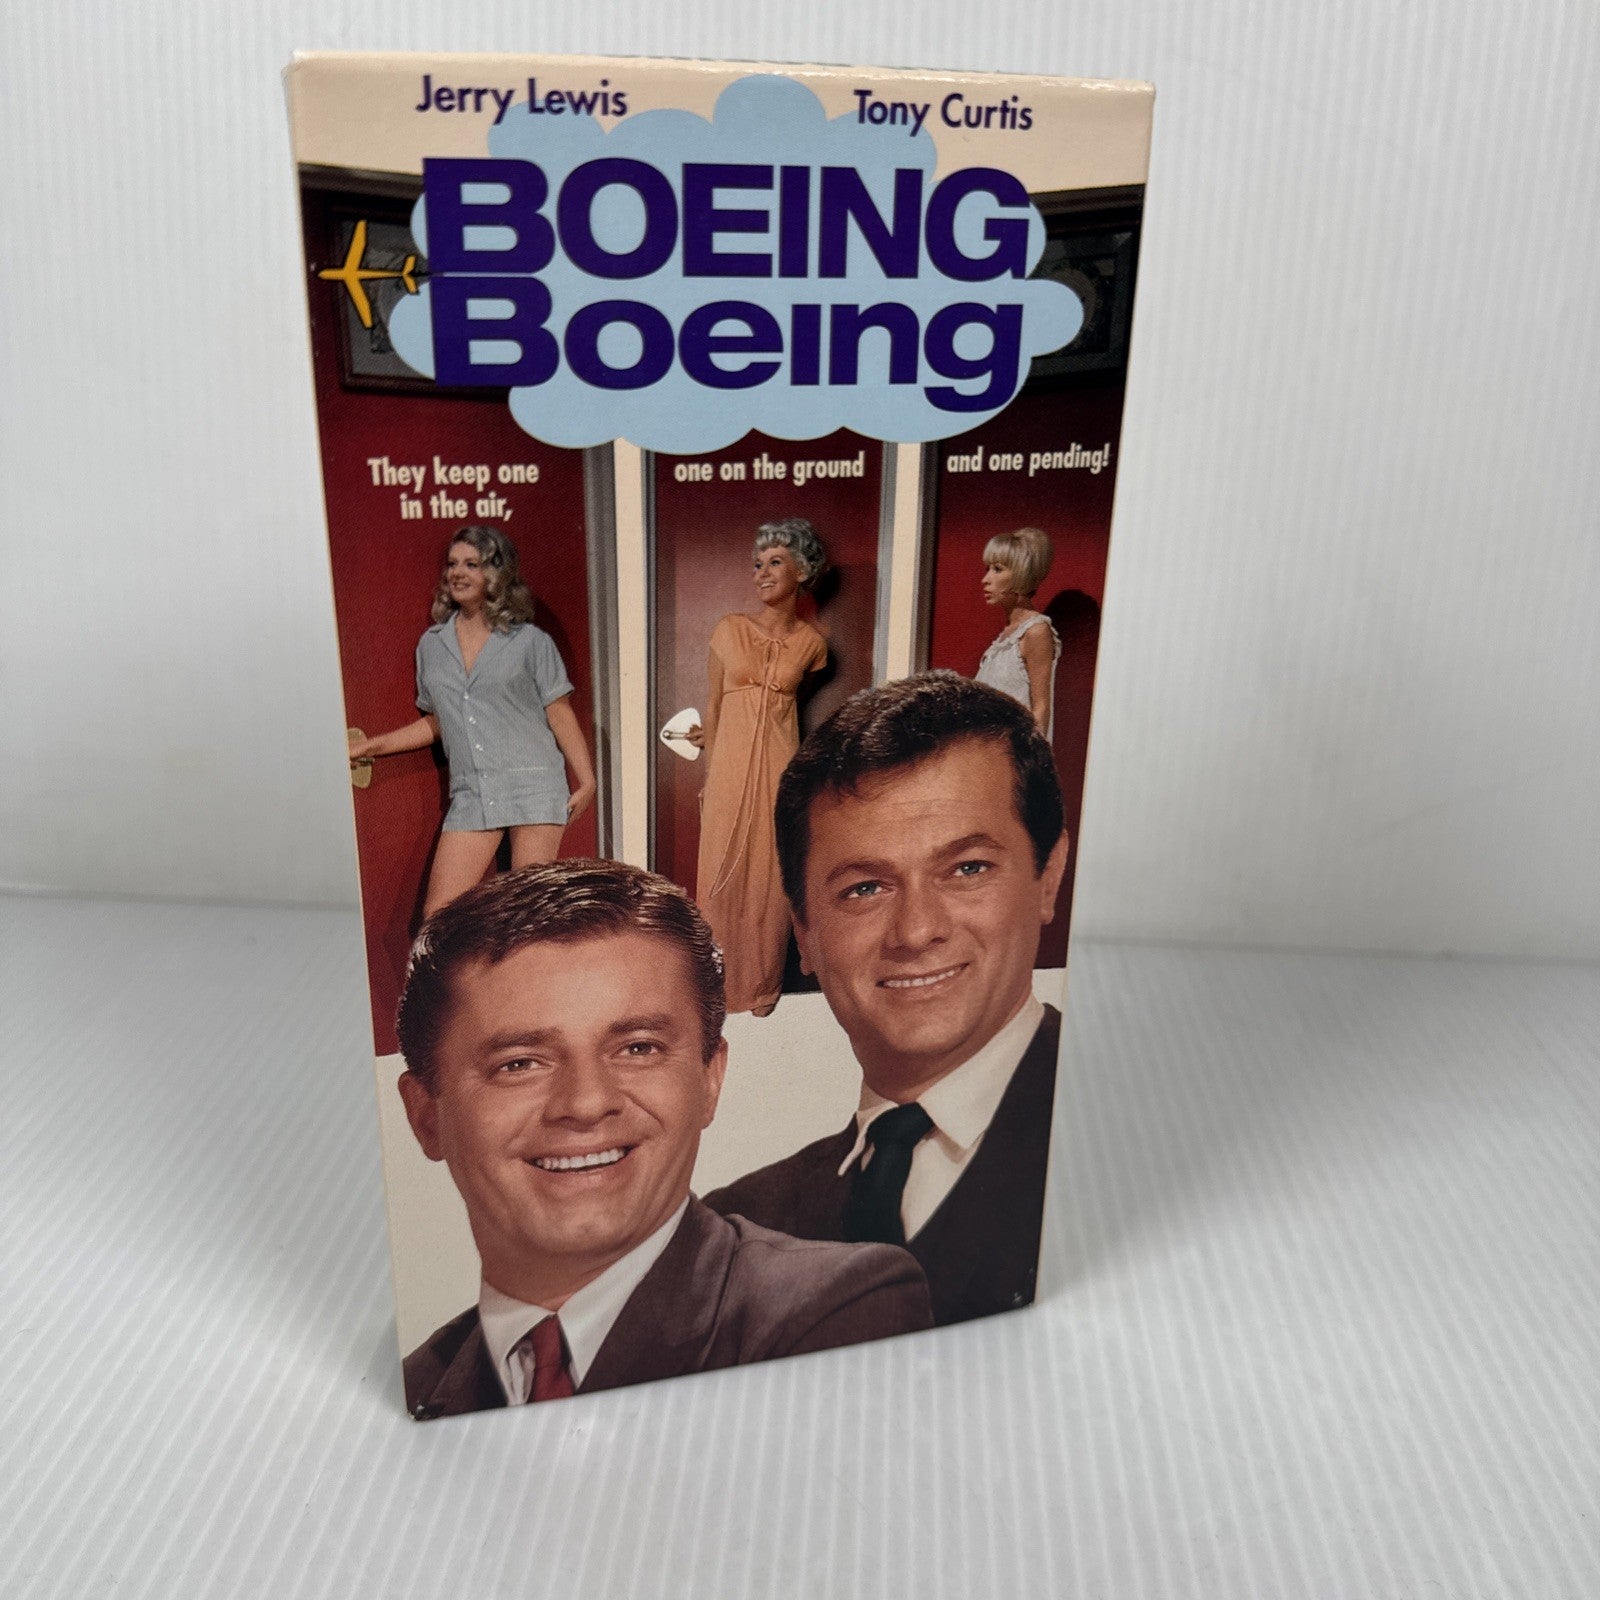 Jerry Lewis Tony Curtis
BOEING
Boeing
They keep one
in the air,
one on the ground
and one pending!